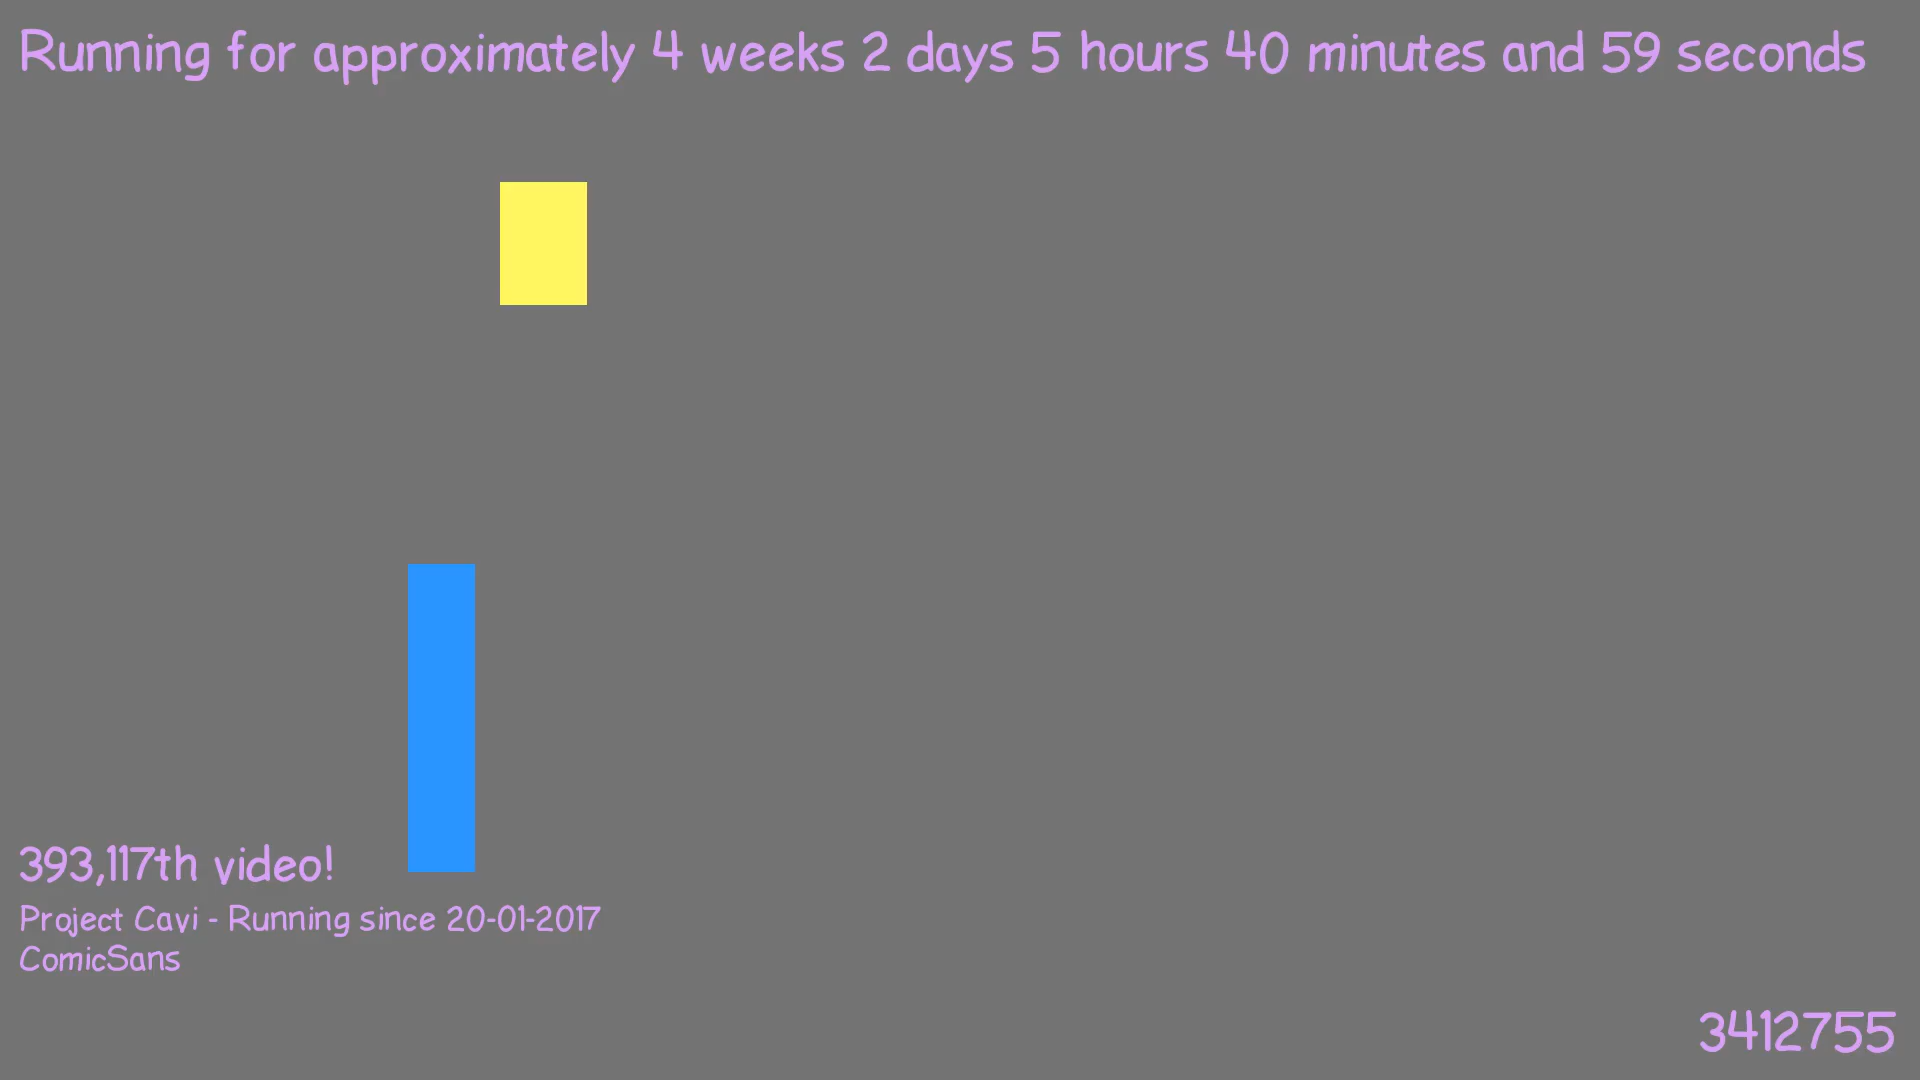 Running for approximately 4 weeks 2 days 5 hours 40 minutes and 59 seconds
393,117th video!
Project Cavi - Running since 20-01-2017
ComicSans
3412755